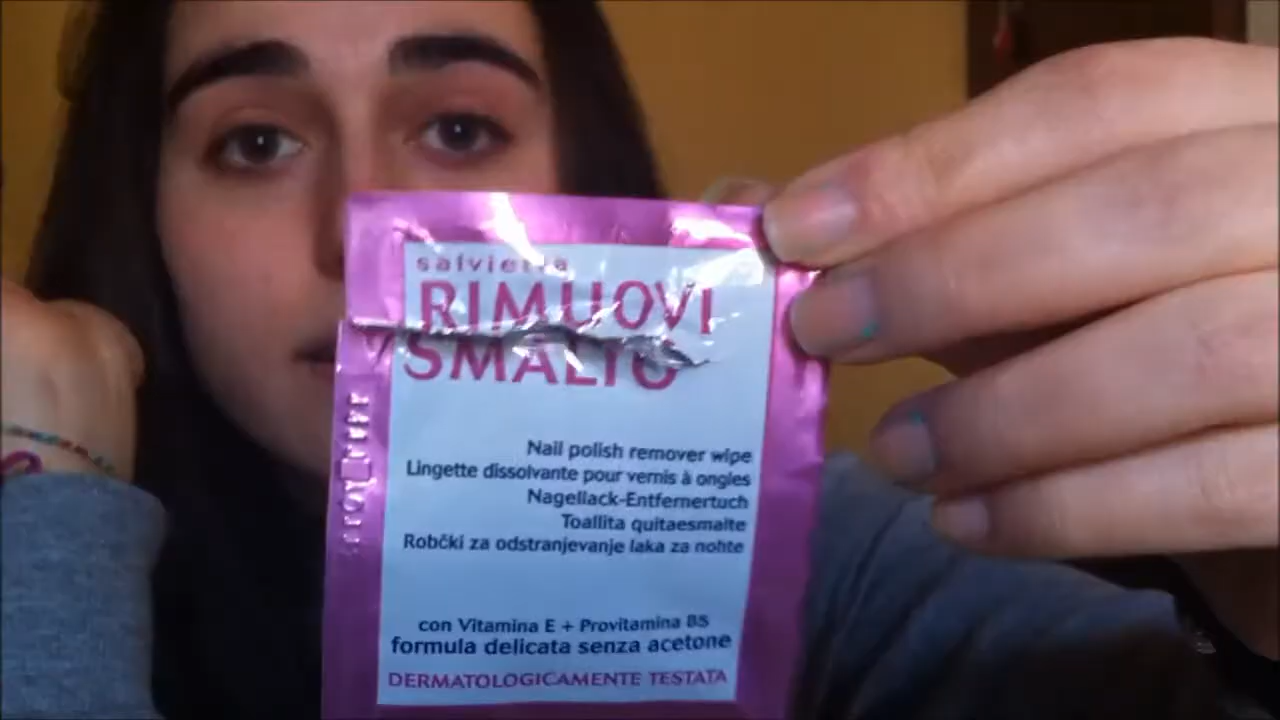 salvietta
RIMUOVI
SMALTO
Nail polish remover wipe
Lingette dissolvante pour vernis à ongles
Nagellack-Entfernertuch
Toallita quitaesmalte
Robčki za odstranjevanje laka za nohte
con Vitamina E + Provitamina B5
formula delicata senza acetone
DERMATOLOGICAMENTE TESTATA